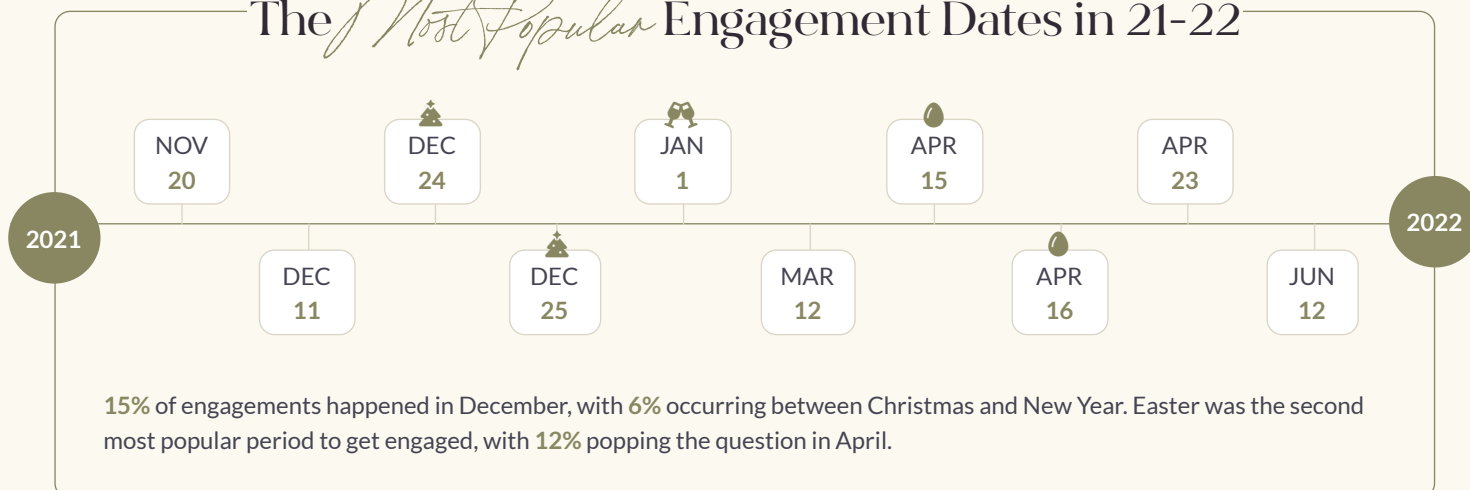 The Most Popular Engagement Dates in 21-22
NOV
20
DEC
24
JAN
1
APR
15
APR
23
2021
2022
DEC
11
DEC
25
MAR
12
APR
16
JUN
12
15% of engagements happened in December, with 6% occurring between Christmas and New Year. Easter was the second
most popular period to get engaged, with 12% popping the question in April.